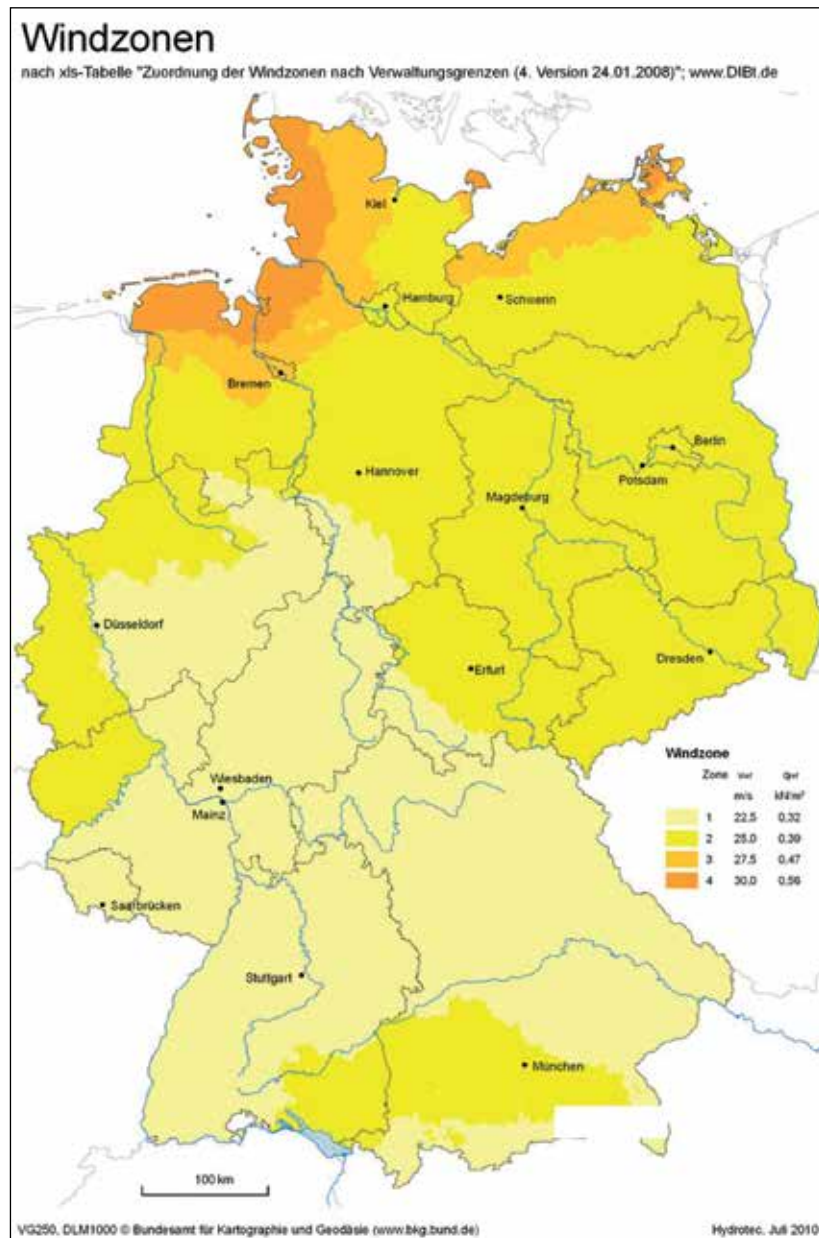 Windzonen
nach xls-Tabelle "Zuordnung der Windzonen nach Verwaltungsgrenzen (4. Version 24.01.2008)"; www.DIBt.de
Kiel
Hamburg
Schwerin
Bremen
Berlin
Hannover
Potsdam
Magdeburg
Düsseldorf
Erfurt
Dresden
Windzone
Zone
m/s kN/m²
1 22,5 0,32
2 25,0 0,39
3 27,5 0,47
4 30,0 0,56
Wiesbaden
Mainz
Saarbrücken
Stuttgart
München
100 km
VG250, DLM1000 © Bundesamt für Kartographie und Geodäsie (www.bkg.bund.de) Hydrotec, Juli 2010